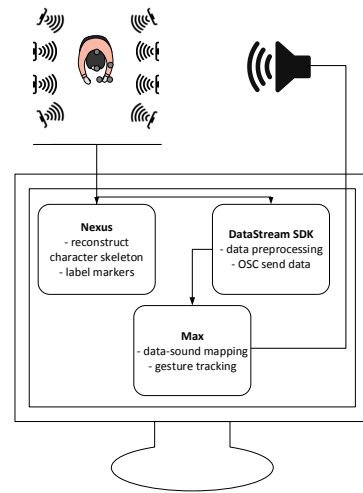 Nexus
- reconstruct
character skeleton
- label markers
DataStream SDK
- data preprocessing
- OSC send data
Max
- data-sound mapping
- gesture tracking